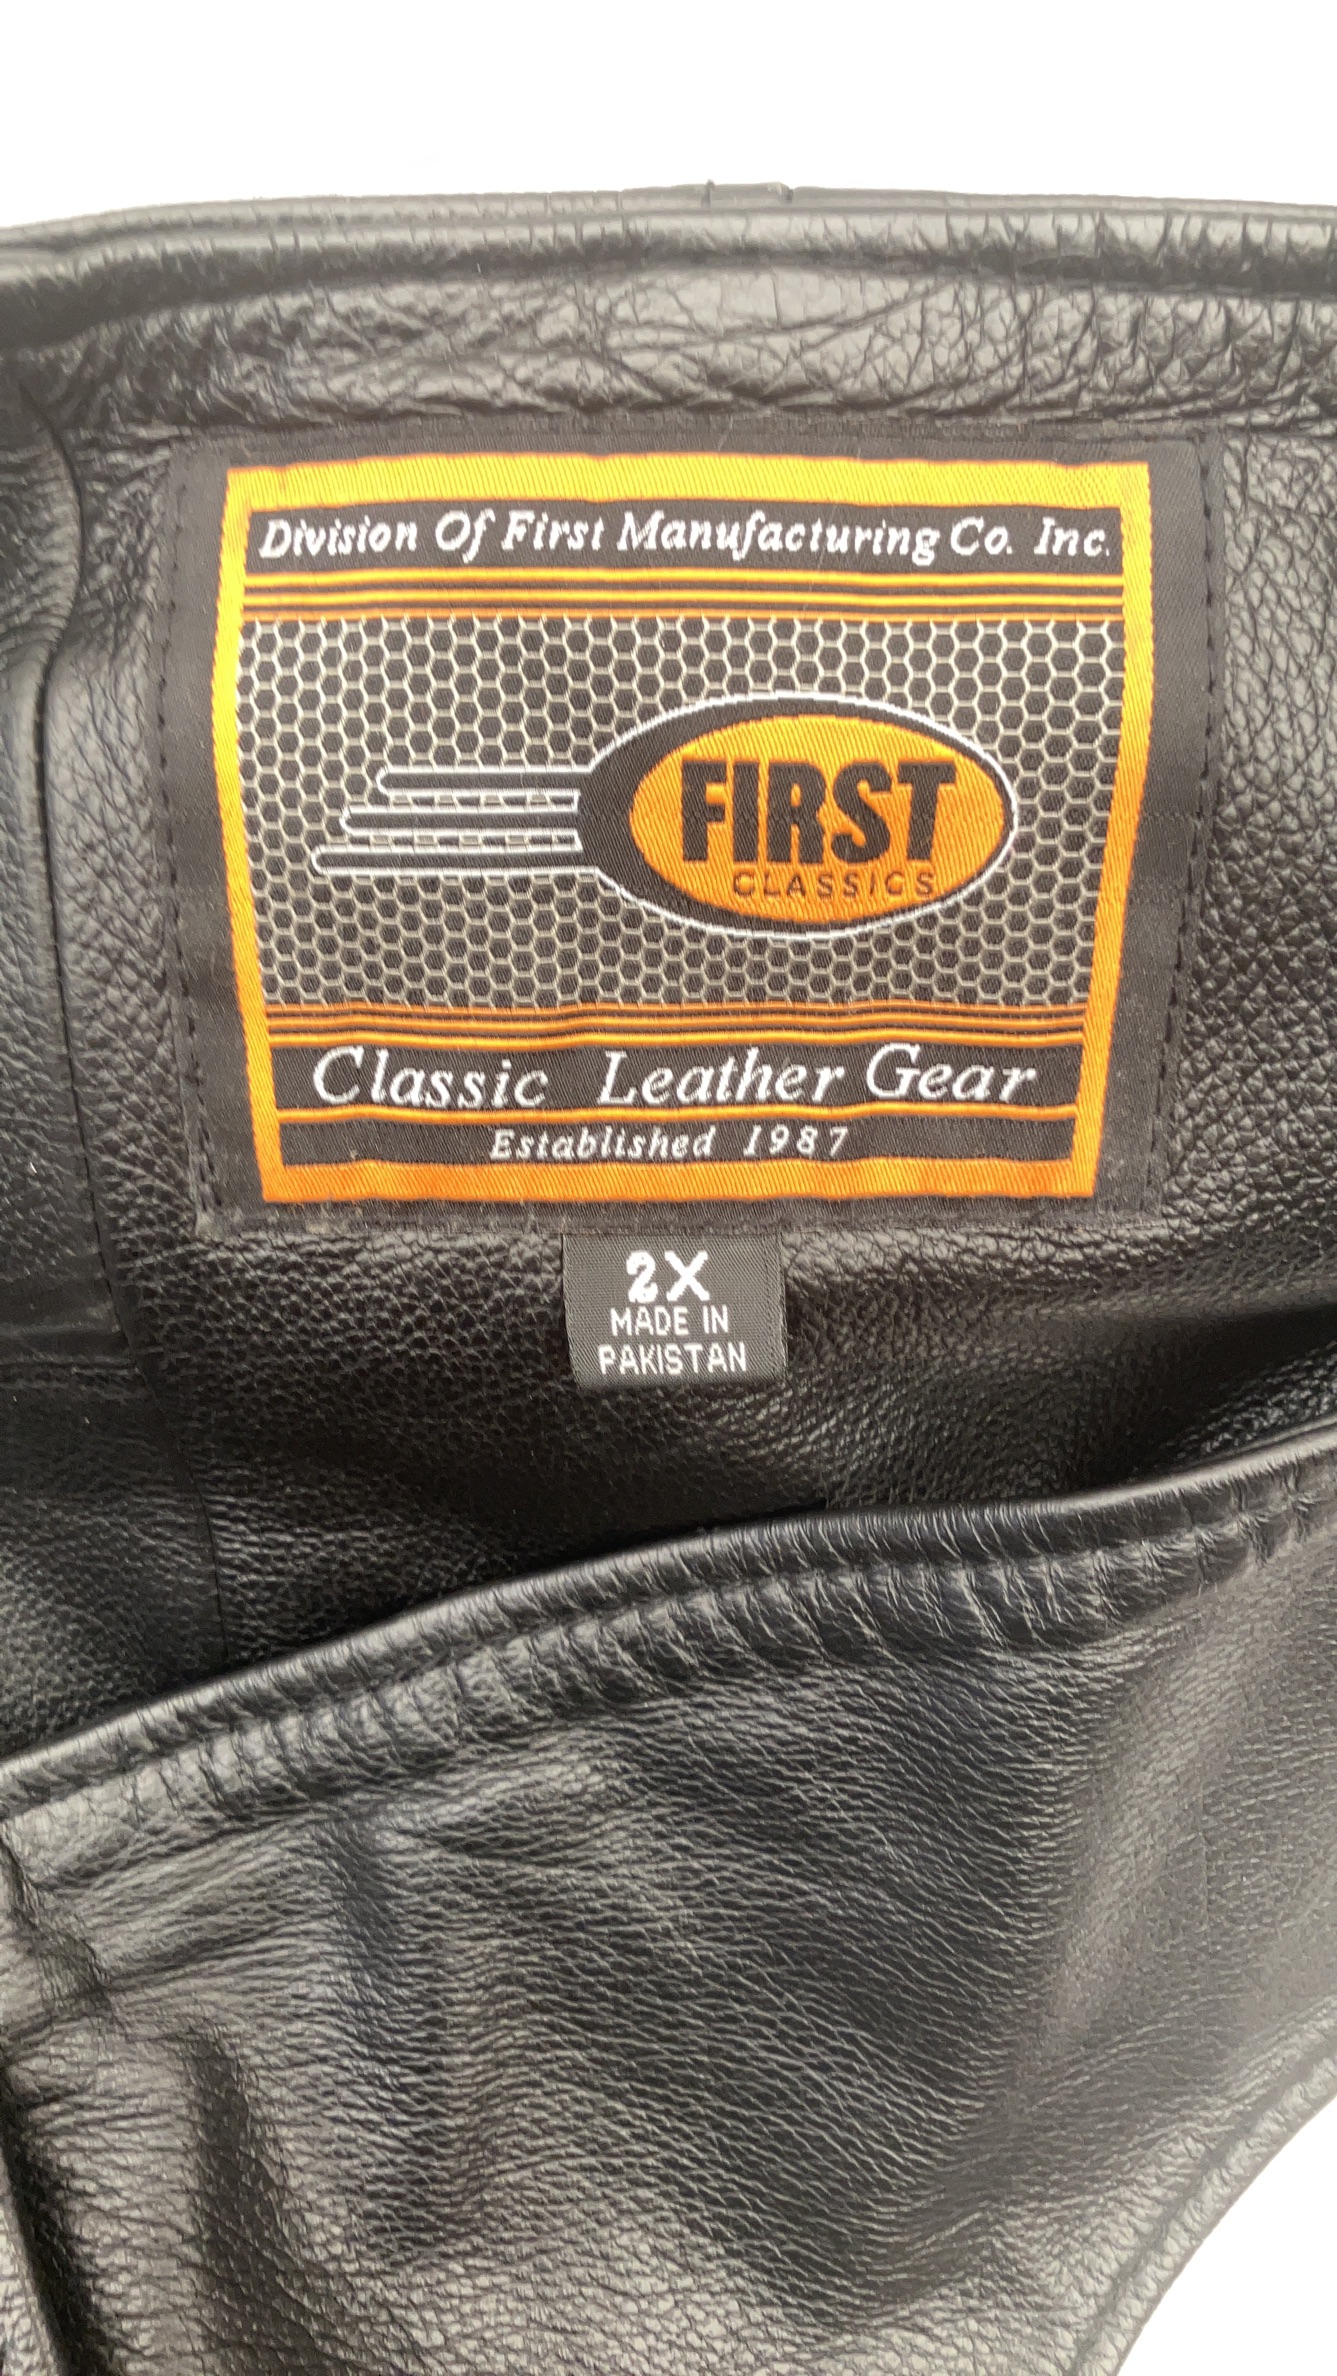 Division Of First Manufacturing Co. Inc.
FIRST
CLASSICS
Classic Leather Gear
Established 1987
2X
MADE IN
PAKISTAN